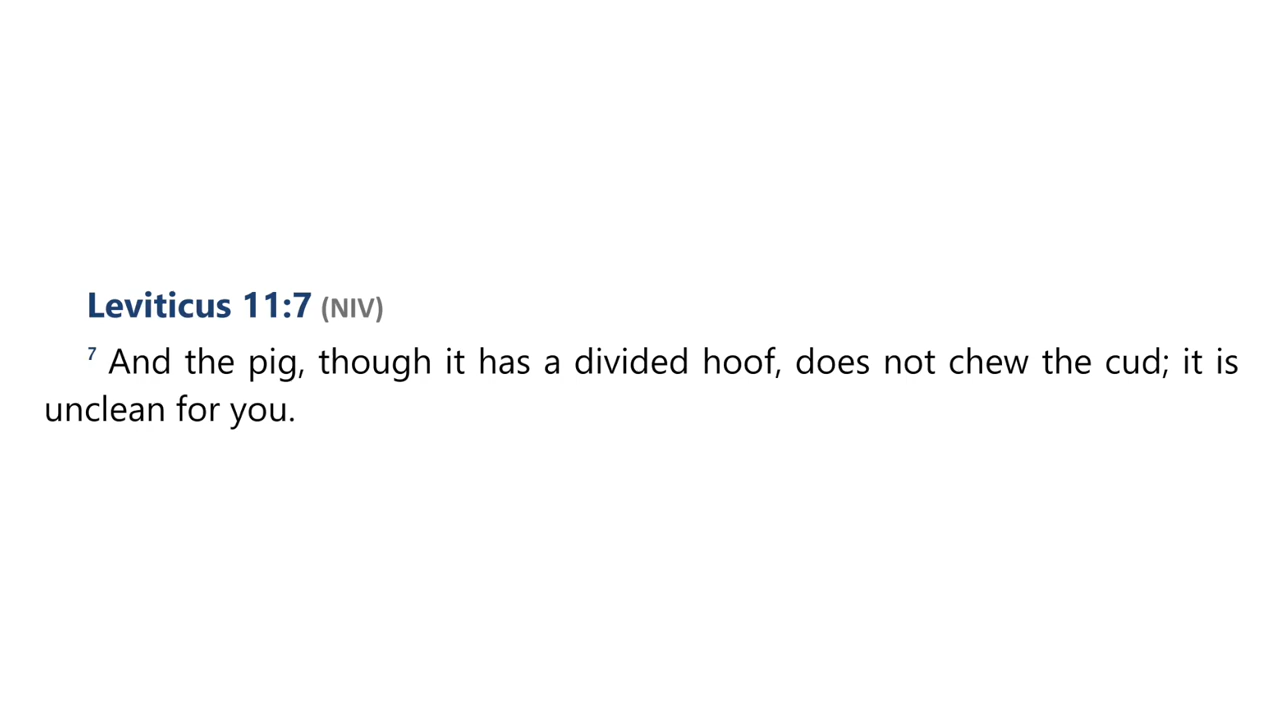 Leviticus 11:7 (NIV)
7 And the pig, though it has a divided hoof, does not chew the cud; it is
unclean for you.